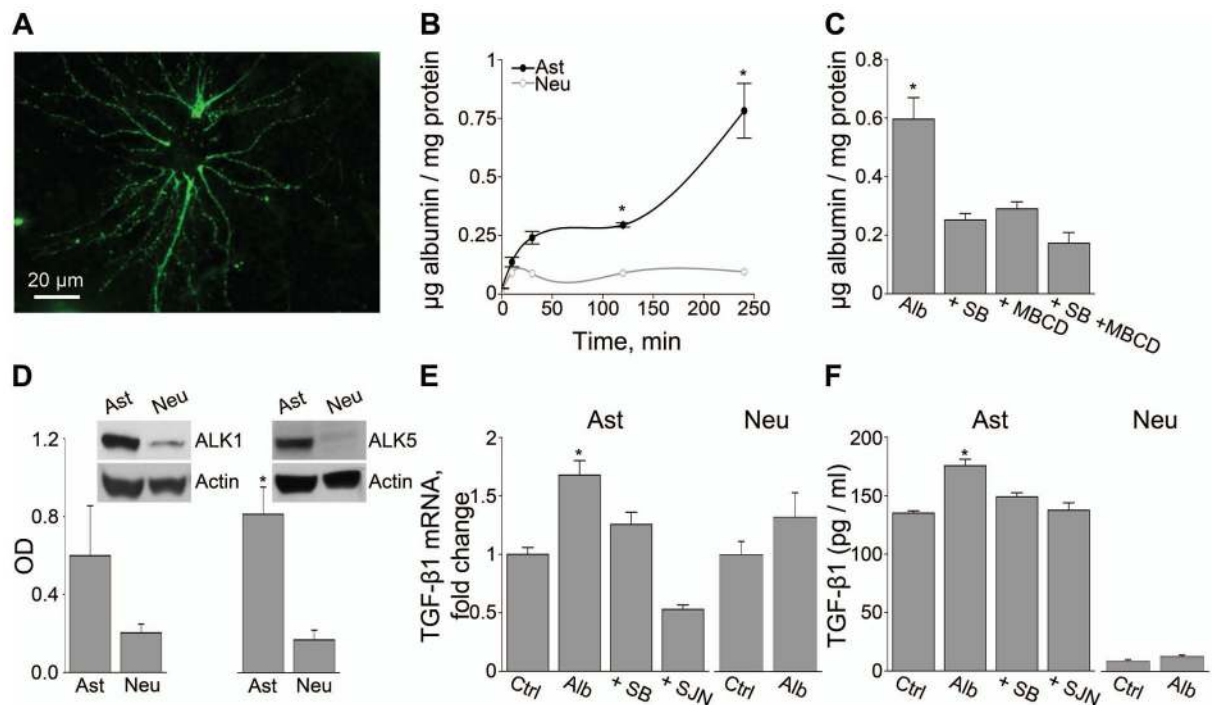 A
20 μm
B
μg albumin / mg protein
1
0.75
0.5
0.25
0
Ast
Neu
*
*
0 50 100 150 200 250
Time, min
C
μg albumin / mg protein
0.8
0.6
0.4
0.2
0.0
*
Alb
+ SB
+ MBCD
+ SB
+MBCD
D
Ast Neu
ALK1
Actin
Ast Neu
ALK5
Actin
OD
1.2
0.8
0.4
0.0
*
Ast Neu
Ast Neu
E
Ast
Neu
TGF-β1 mRNA,
fold change
2
1.5
1
0.5
0
*
Ctrl
Alb
+ SB
+ SJN
Ctrl
Alb
F
Ast
Neu
TGF-β1 (pg / ml)
200
150
100
50
0
*
Ctrl
Alb
+ SB
+ SJN
Ctrl
Alb